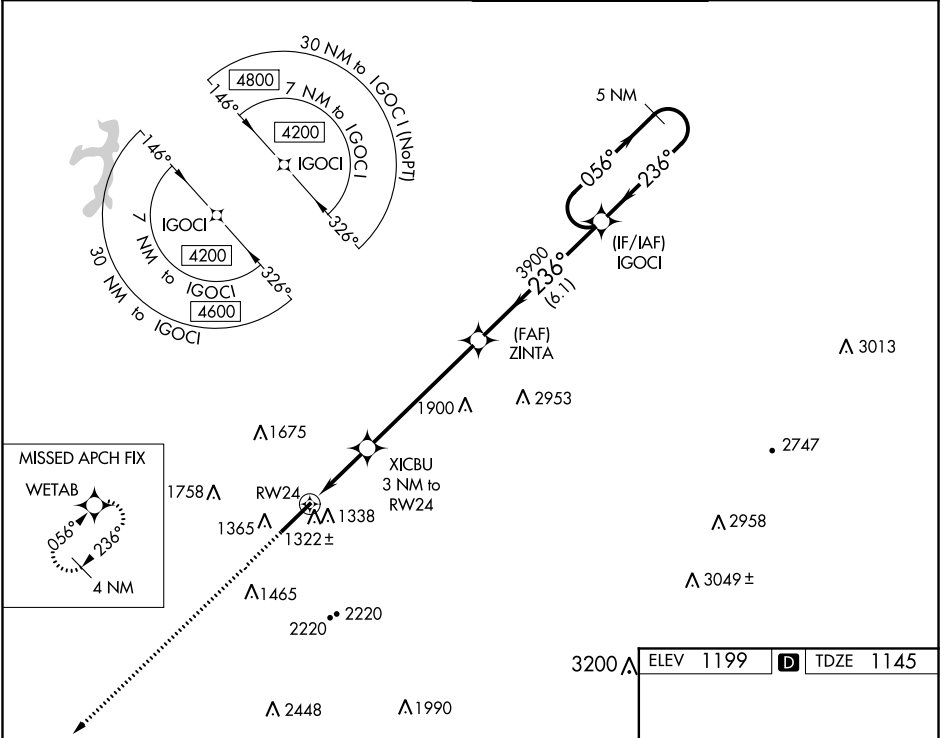 30 NM to IGOCI (NoPT)
4800
7 NM to IGOCI
146°
4200
IGOCI
326°
146°
IGOCI
4200
7 NM to IGOCI
326°
4600
30 NM to IGOCI
5 NM
056°
236°
(IF/IAF)
IGOCI
3900
236°
(6.1)
(FAF)
ZINTA
3013
2953
1900
1675
2747
XICBU
3 NM to
RW24
MISSED APCH FIX
WETAB
056°
236°
4 NM
1758
RW24
1365
1338
1322 ±
2958
3049 ±
1465
2220
2220
3200
ELEV 1199
D
TDZE 1145
2448
1990